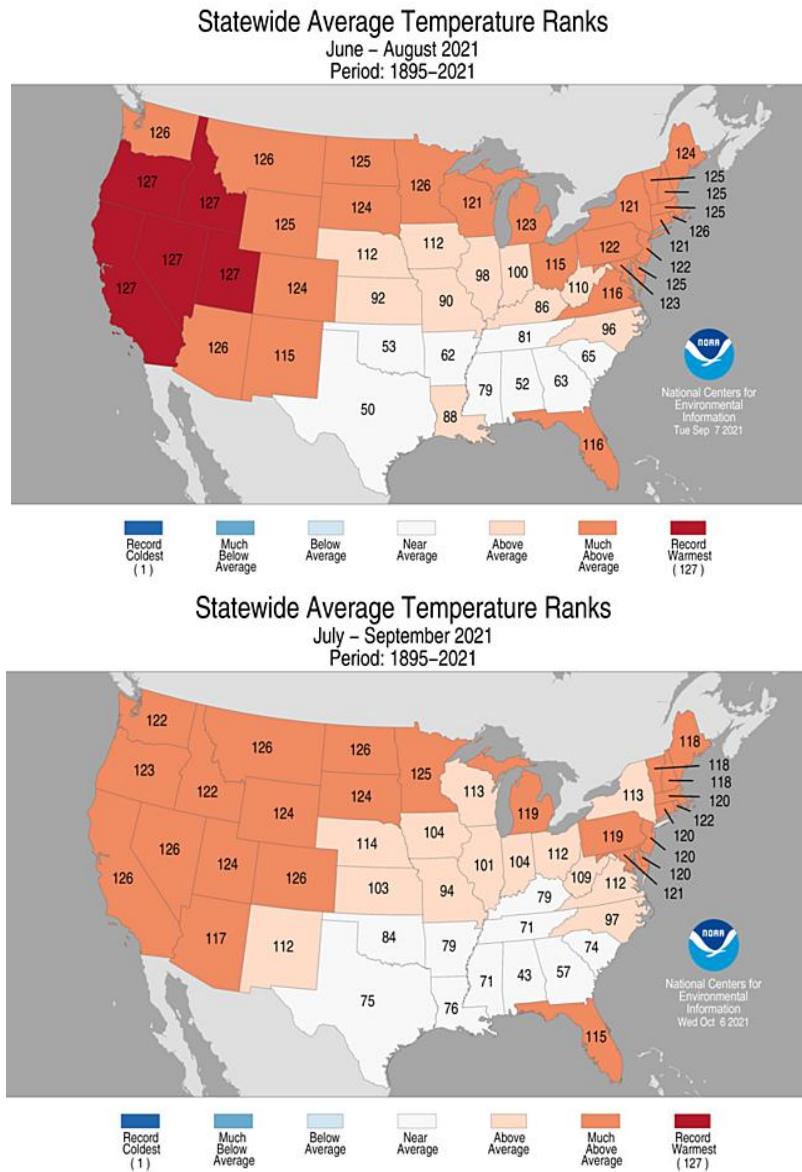 Statewide Average Temperature Ranks
June – August 2021
Period: 1895–2021
126
127
127
126
125
126
121
123
124
125
125
125
126
121
122
125
123
121
122
125
124
112
112
98
100
115
110
116
127
127
127
124
92
90
86
96
126
115
53
62
81
65
50
88
79
52
63
116
NOAA
National Centers for
Environmental
Information
Tue Sep 7 2021
Record
Coldest
( 1 )
Much
Below
Average
Below
Average
Near
Average
Above
Average
Much
Above
Average
Record
Warmest
( 127 )
Statewide Average Temperature Ranks
July – September 2021
Period: 1895–2021
122
123
122
126
126
125
113
119
118
118
118
120
122
120
120
120
121
113
119
124
124
114
104
101
104
112
109
112
126
126
124
126
103
94
79
97
117
112
84
79
71
74
75
76
71
43
57
115
NOAA
National Centers for
Environmental
Information
Wed Oct 6 2021
Record
Coldest
( 1 )
Much
Below
Average
Below
Average
Near
Average
Above
Average
Much
Above
Average
Record
Warmest
( 127 )